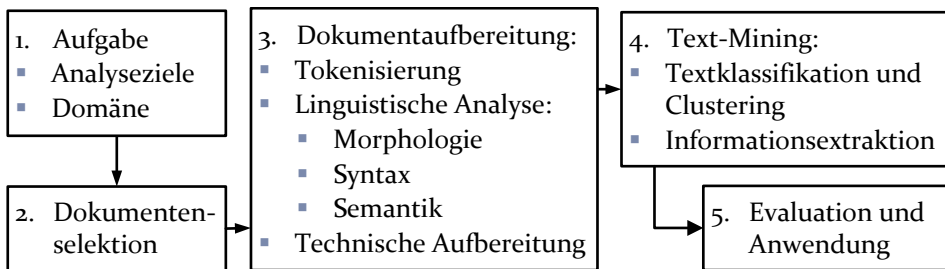 1. Aufgabe
▪ Analyseziele
▪ Domäne
2. Dokumenten-
selektion
3. Dokumentaufbereitung:
▪ Tokenisierung
▪ Linguistische Analyse:
▪ Morphologie
▪ Syntax
▪ Semantik
▪ Technische Aufbereitung
4. Text-Mining:
▪ Textklassifikation und
Clustering
▪ Informationsextraktion
5. Evaluation und
Anwendung